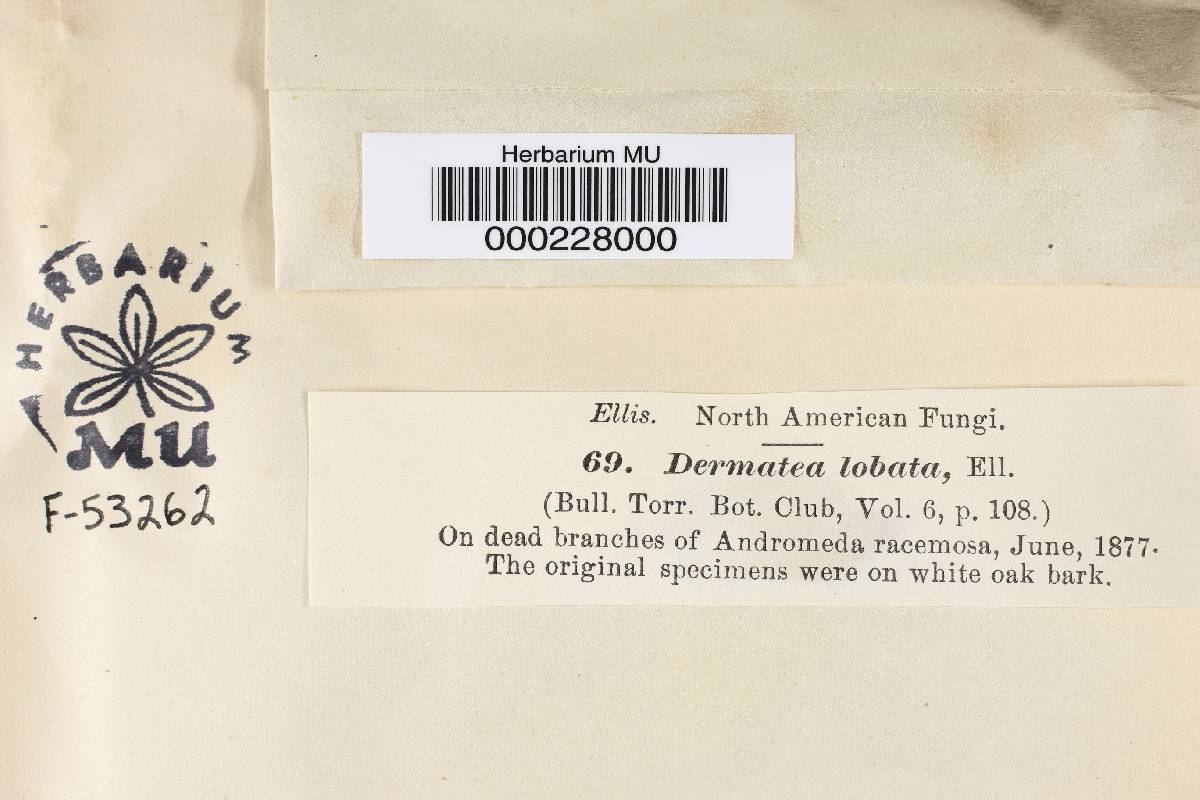 Herbarium MU
000228000
HERBARIUM
MU
F-53262
Ellis. North American Fungi.
69. Dermatea lobata, Ell.
(Bull. Torr. Bot. Club, Vol. 6, p. 108.)
On dead branches of Andromeda racemosa, June, 1877.
The original specimens were on white oak bark.